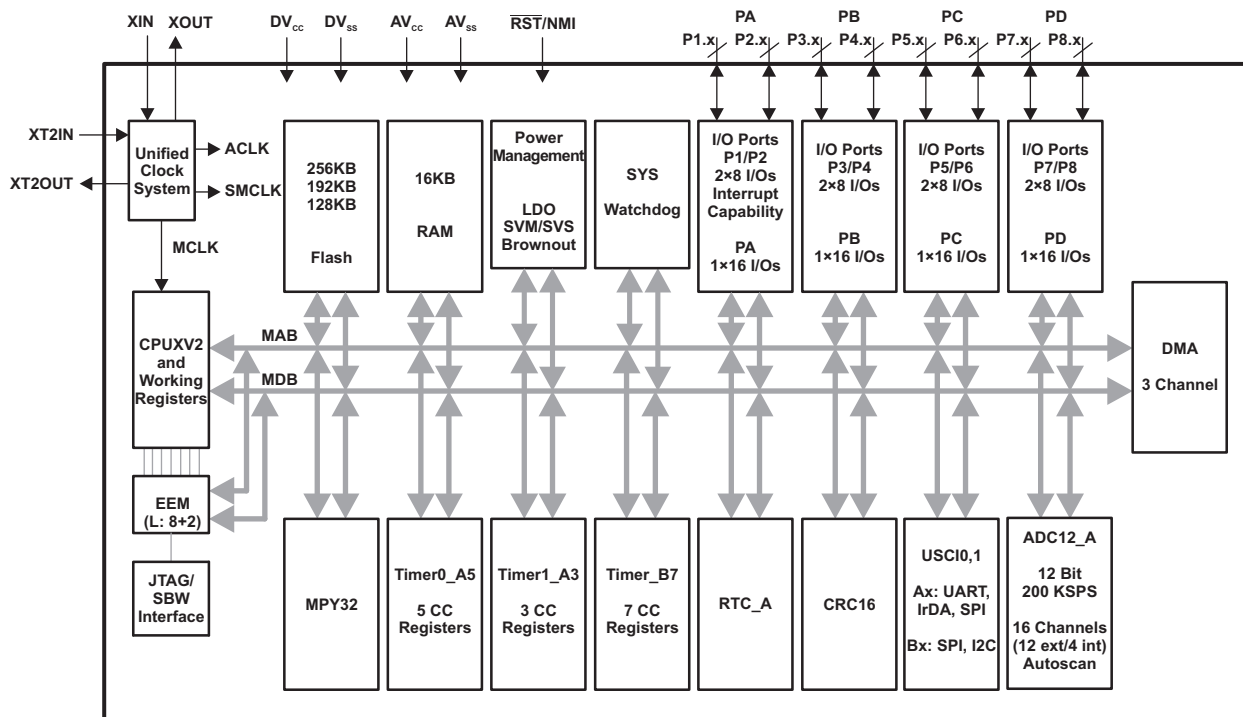 XIN
XOUT
DVcc
DVss
AVcc
AVss
RST/NMI
PA
PB
PC
PD
P1.x
P2.x
P3.x
P4.x
P5.x
P6.x
P7.x
P8.x
XT2IN
XT2OUT
Unified
Clock
System
ACLK
SMCLK
MCLK
256KB
192KB
128KB
Flash
16KB
RAM
Power
Management
LDO
SVM/SVS
Brownout
SYS
Watchdog
I/O Ports
P1/P2
2×8 I/Os
Interrupt
Capability
PA
1×16 I/Os
I/O Ports
P3/P4
2×8 I/Os
PB
1×16 I/Os
I/O Ports
P5/P6
2×8 I/Os
PC
1×16 I/Os
I/O Ports
P7/P8
2×8 I/Os
PD
1×16 I/Os
CPUXV2
and
Working
Registers
MAB
MDB
DMA
3 Channel
EEM
(L: 8+2)
JTAG/
SBW
Interface
MPY32
Timer0_A5
5 CC
Registers
Timer1_A3
3 CC
Registers
Timer_B7
7 CC
Registers
RTC_A
CRC16
USCI0,1
Ax: UART,
IrDA, SPI
Bx: SPI, I2C
ADC12_A
12 Bit
200 KSPS
16 Channels
(12 ext/4 int)
Autoscan